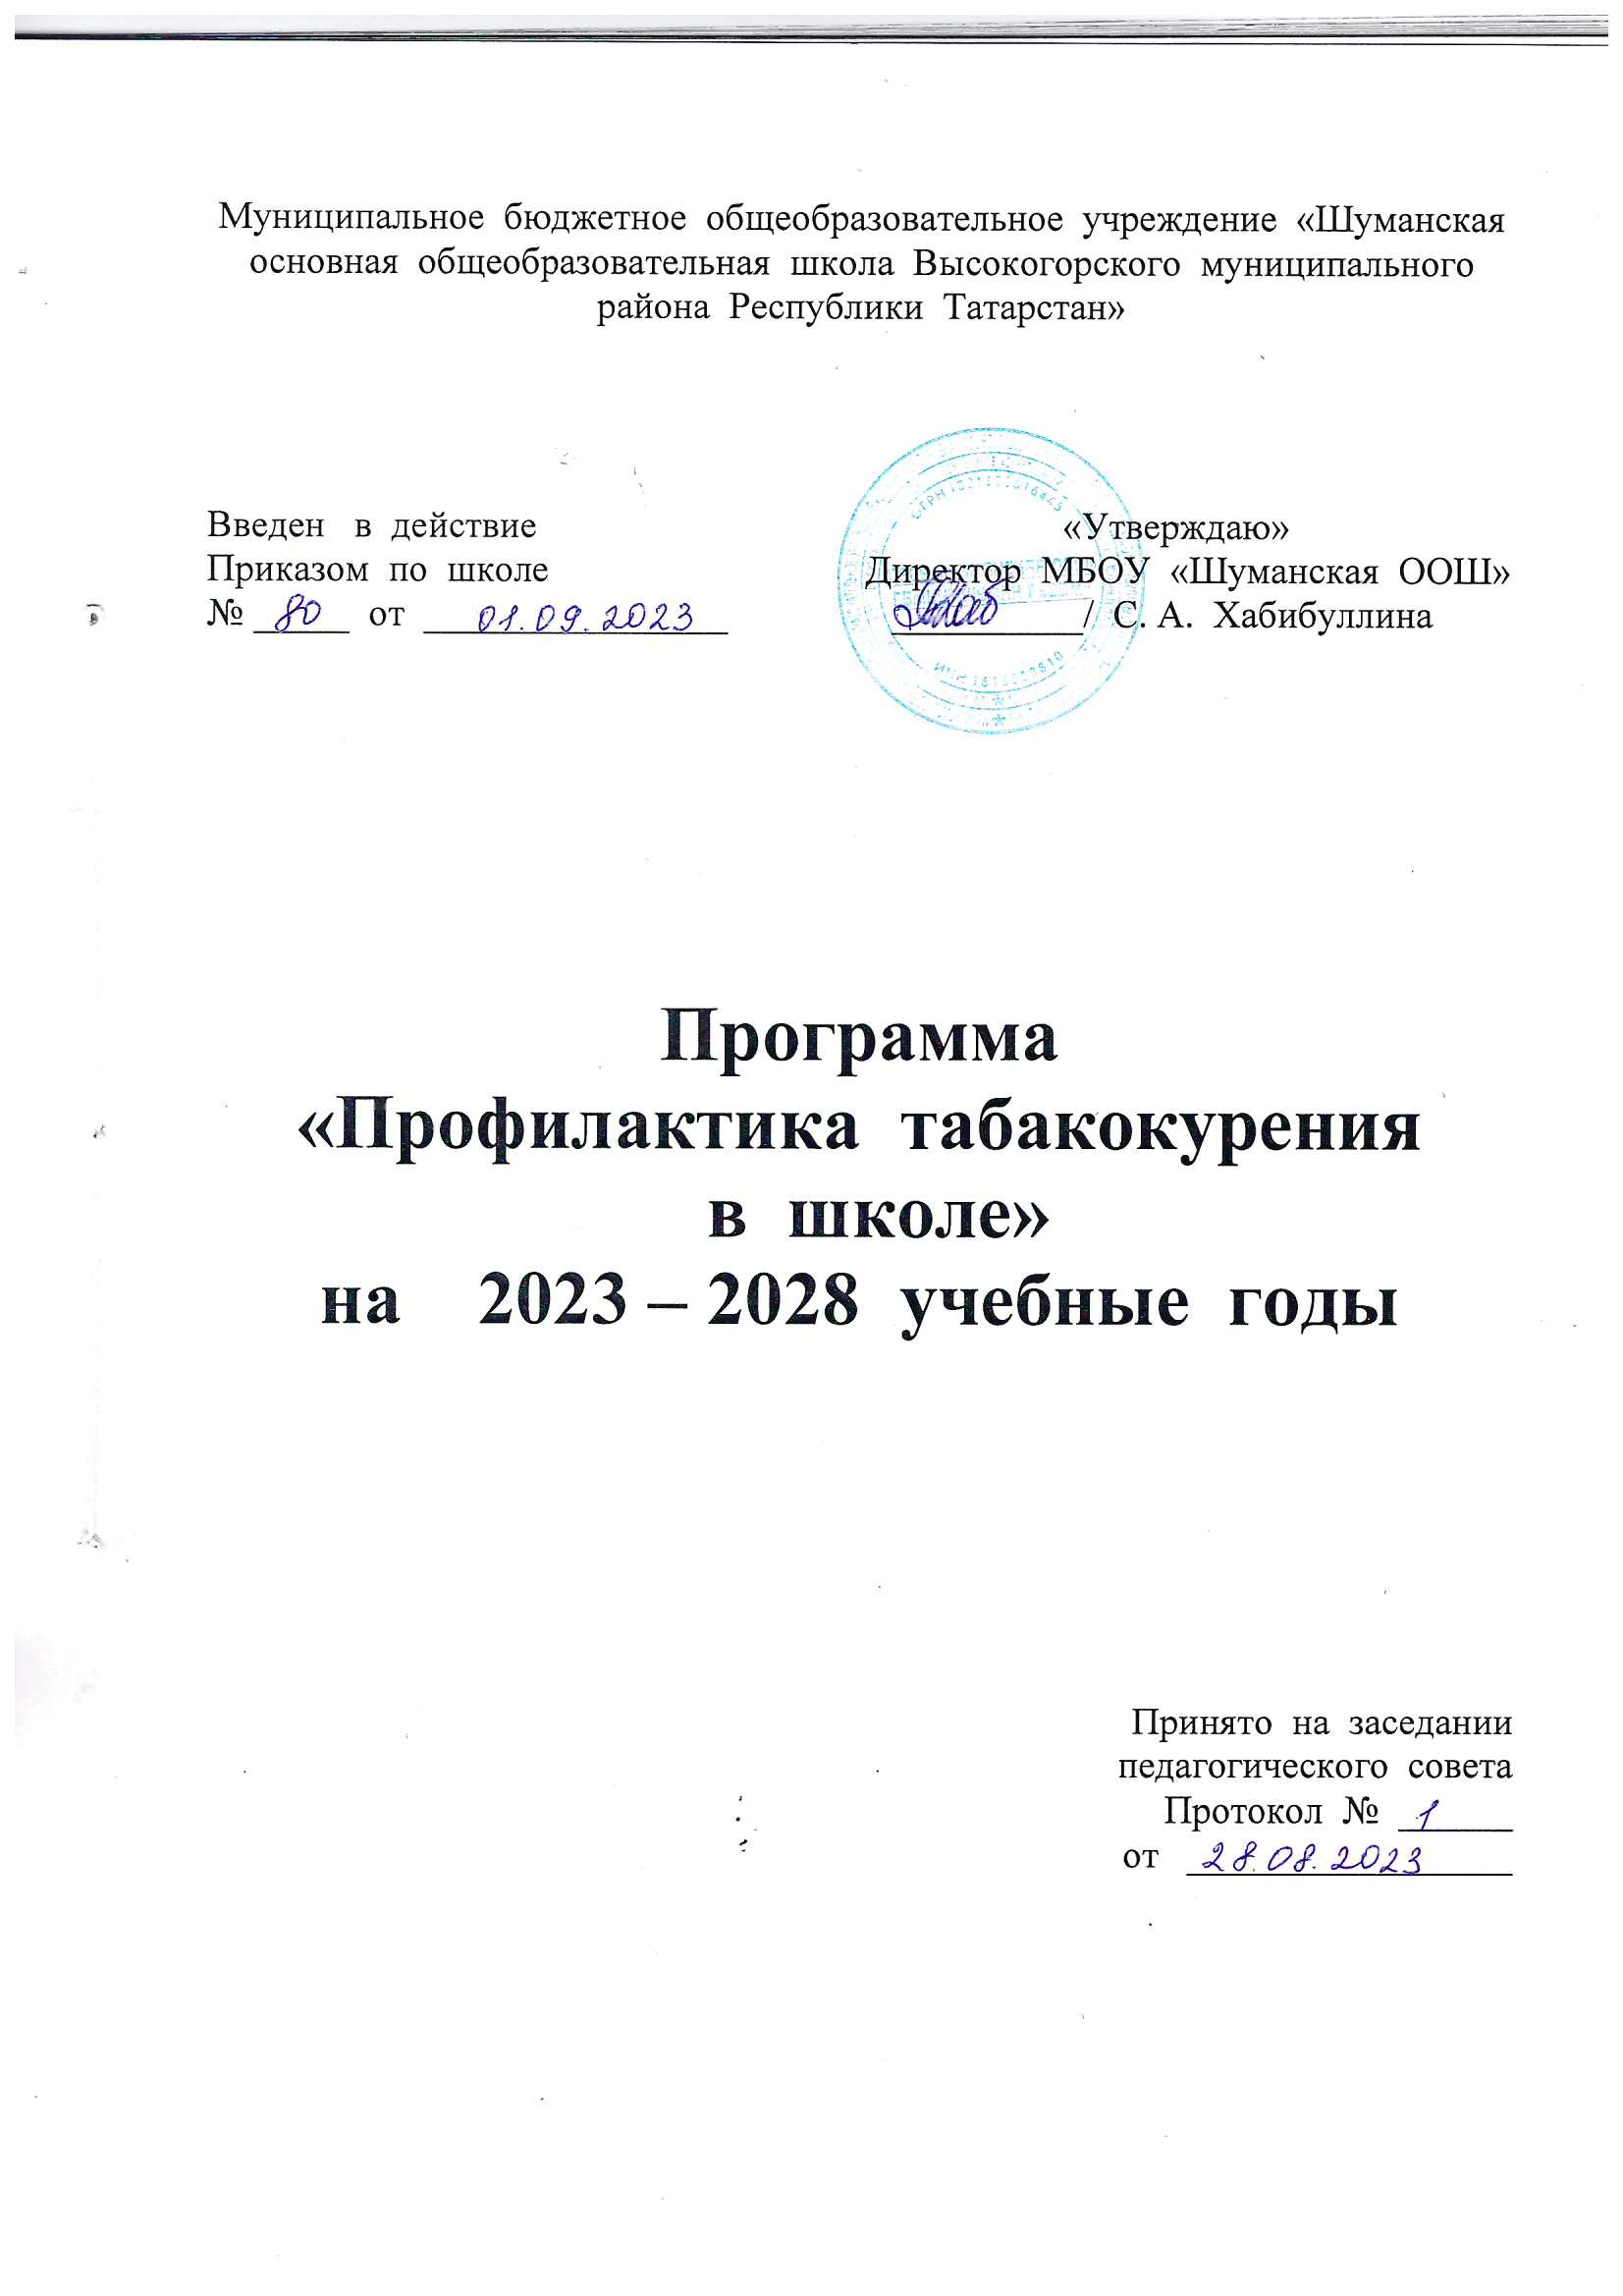 Муниципальное бюджетное общеобразовательное учреждение «Шуманская
основная общеобразовательная школа Высокогорского муниципального
района Республики Татарстан»
Введен в действие
Приказом по школе
№ 80 от 01.09.2023
«Утверждаю»
Директор МБОУ «Шуманская ООШ»
/ С. А. Хабибуллина
ОГРН
ИНН
Программа
«Профилактика табакокурения
в школе»
на 2023 – 2028 учебные годы
Принято на заседании
педагогического совета
Протокол № 1
от 28.08.2023